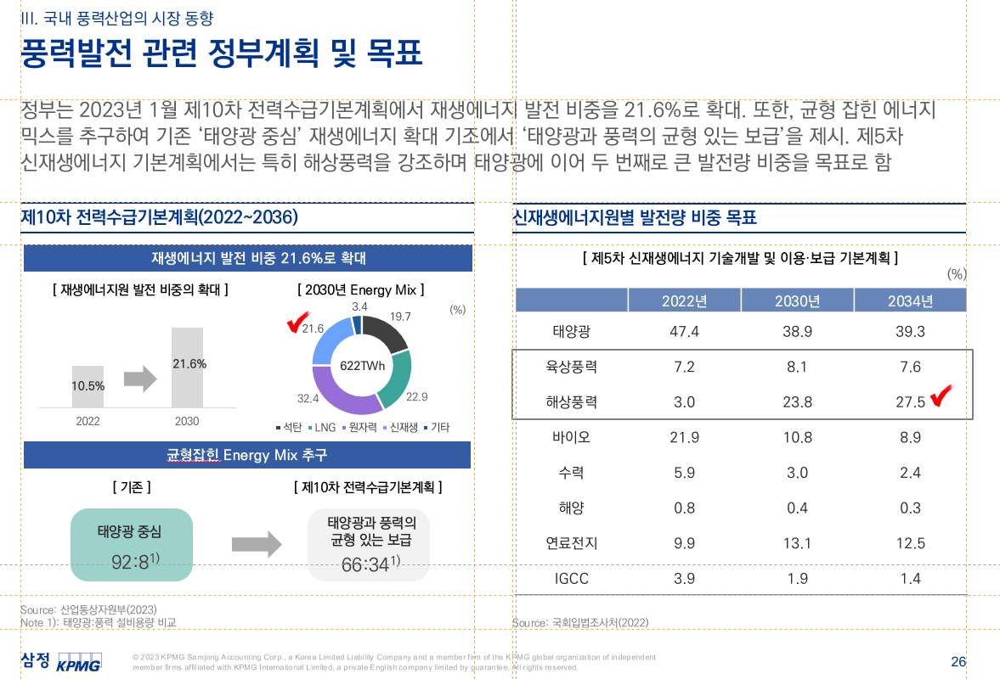 III. 국내 풍력산업의 시장 동향
풍력발전 관련 정부계획 및 목표
정부는 2023년 1월 제10차 전력수급기본계획에서 재생에너지 발전 비중을 21.6%로 확대. 또한, 균형 잡힌 에너지
믹스를 추구하여 기존 ‘태양광 중심’ 재생에너지 확대 기조에서 ‘태양광과 풍력의 균형 있는 보급’을 제시. 제5차
신재생에너지 기본계획에서는 특히 해상풍력을 강조하며 태양광에 이어 두 번째로 큰 발전량 비중을 목표로 함
제10차 전력수급기본계획(2022~2036)
재생에너지 발전 비중 21.6%로 확대
[ 재생에너지원 발전 비중의 확대 ]
10.5%
21.6%
2022
2030
[ 2030년 Energy Mix ]
(%)
3.4
19.7
21.6
622TWh
32.4
22.9
석탄 LNG 원자력 신재생 기타
균형잡힌 Energy Mix 추구
[ 기존 ]
태양광 중심
92:81)
[ 제10차 전력수급기본계획 ]
태양광과 풍력의
균형 있는 보급
66:341)
Source: 산업통상자원부(2023)
Note 1): 태양광:풍력 설비용량 비교
신재생에너지원별 발전량 비중 목표
[ 제5차 신재생에너지 기술개발 및 이용·보급 기본계획 ]
(%)
2022년 2030년 2034년
태양광 47.4 38.9 39.3
육상풍력 7.2 8.1 7.6
해상풍력 3.0 23.8 27.5
바이오 21.9 10.8 8.9
수력 5.9 3.0 2.4
해양 0.8 0.4 0.3
연료전지 9.9 13.1 12.5
IGCC 3.9 1.9 1.4
Source: 국회입법조사처(2022)
삼정 KPMG
© 2023 KPMG Samjong Accounting Corp., a Korea Limited Liability Company and a member firm of the KPMG global organization of independent
member firms affiliated with KPMG International Limited, a private English company limited by guarantee. All rights reserved.
26